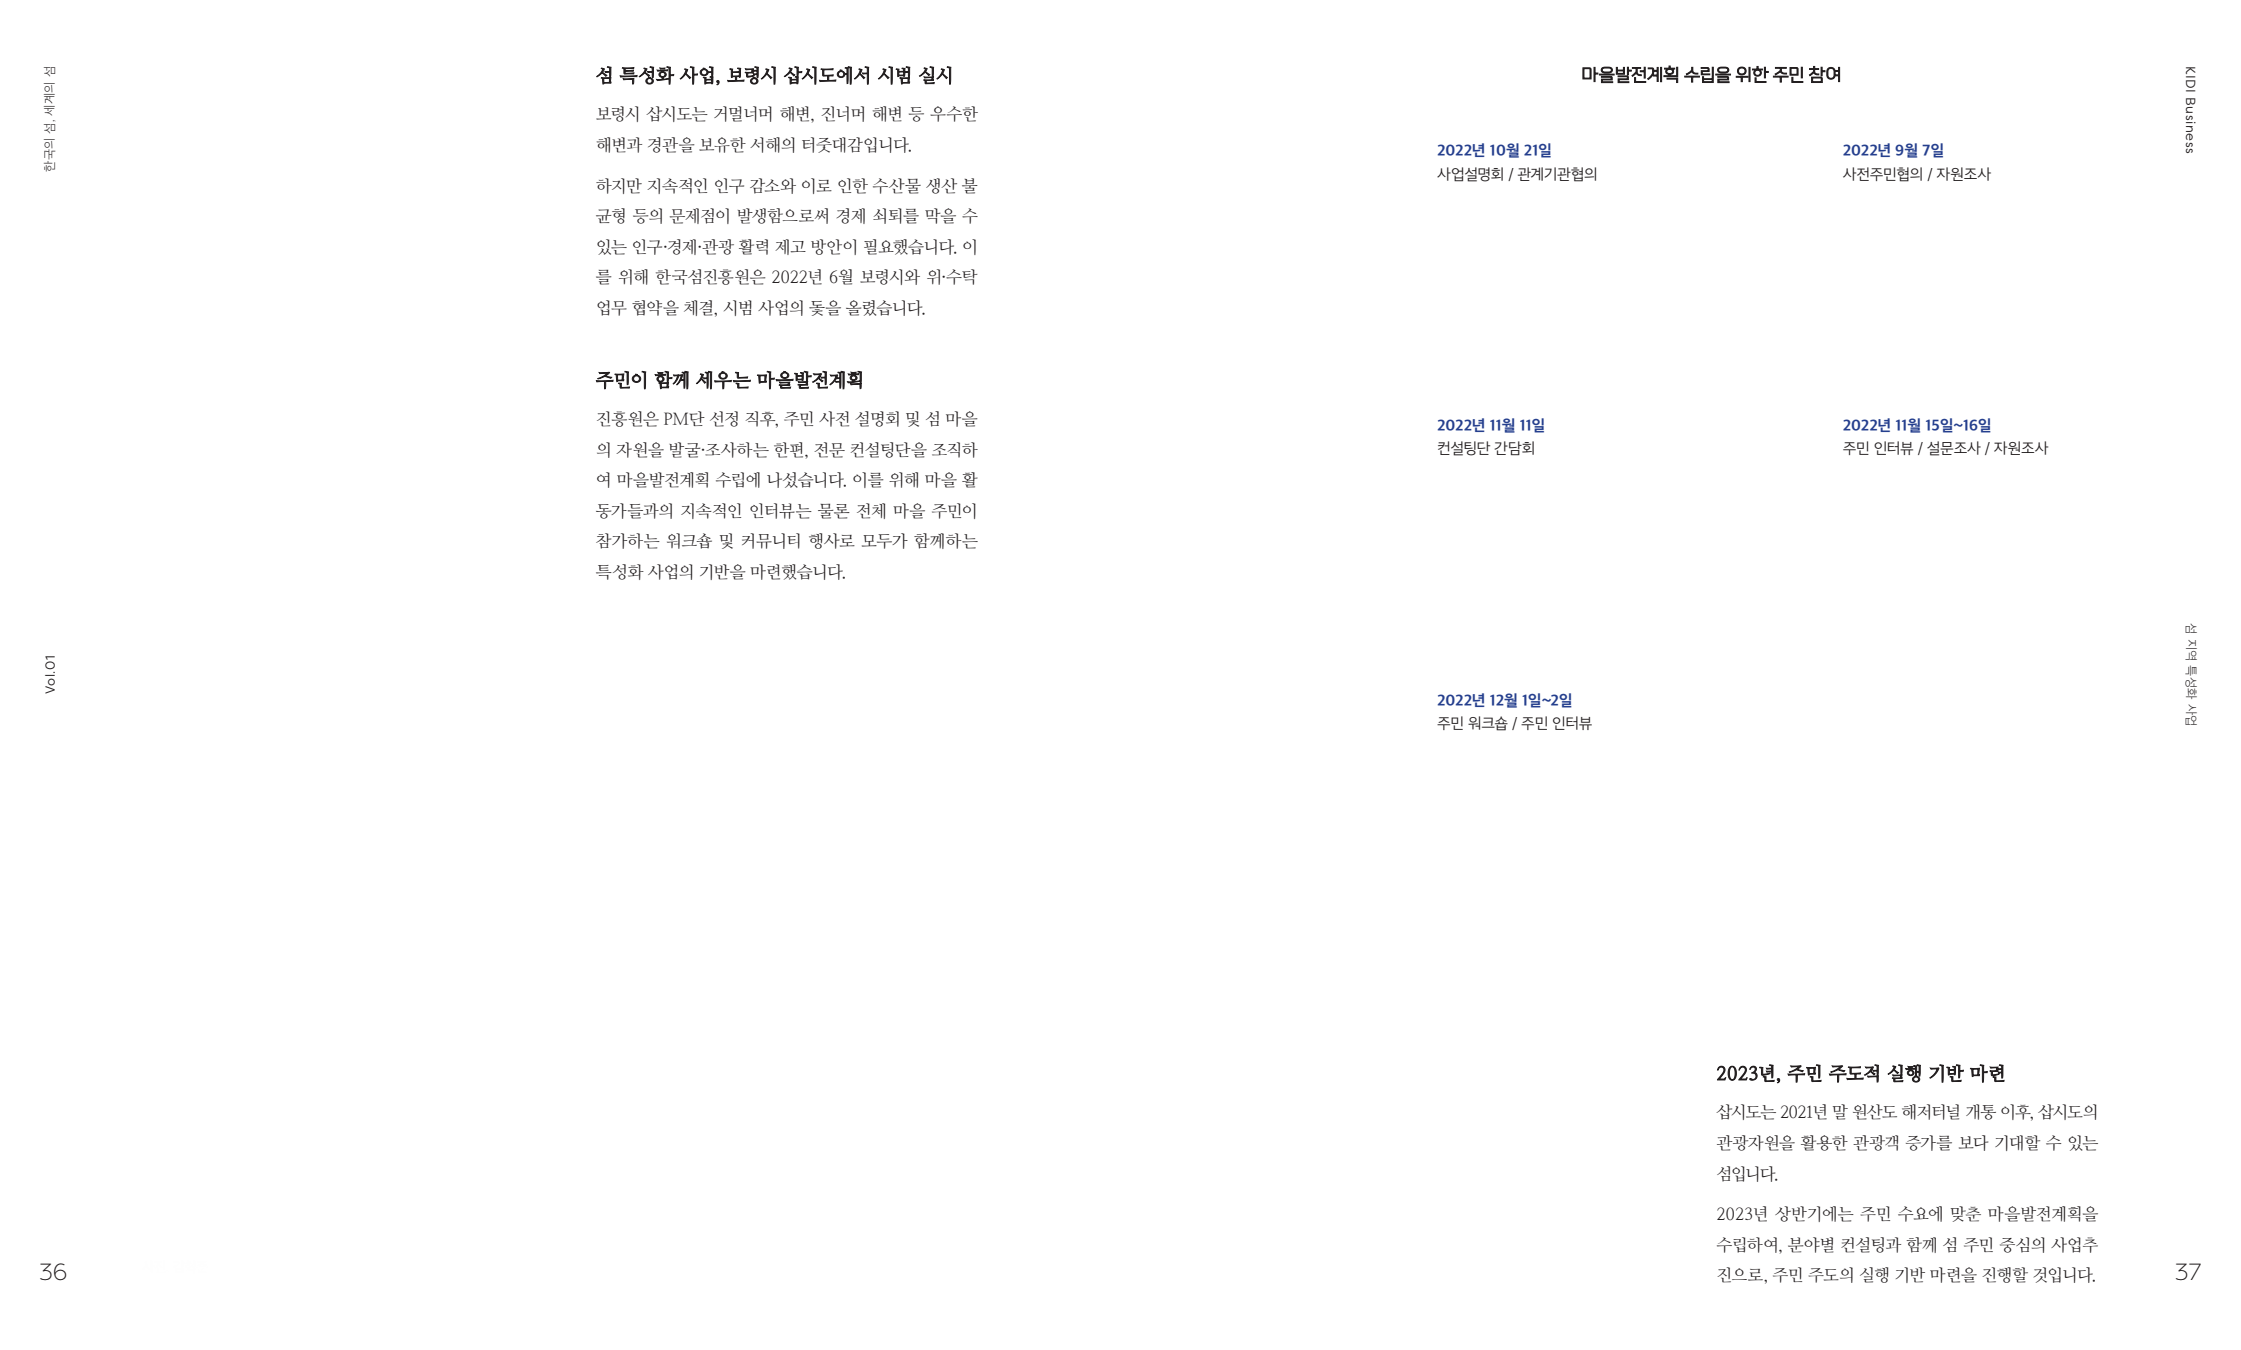 한국의 섬, 세계의 섬
Vol.01
36
섬 특성화 사업, 보령시 삽시도에서 시범 실시
보령시 삽시도는 거멀너머 해변, 진너머 해변 등 우수한
해변과 경관을 보유한 서해의 터줏대감입니다.
하지만 지속적인 인구 감소와 이로 인한 수산물 생산 불
균형 등의 문제점이 발생함으로써 경제 쇠퇴를 막을 수
있는 인구·경제·관광 활력 제고 방안이 필요했습니다. 이
를 위해 한국섬진흥원은 2022년 6월 보령시와 위·수탁
업무 협약을 체결, 시범 사업의 돛을 올렸습니다.
주민이 함께 세우는 마을발전계획
진흥원은 PM단 선정 직후, 주민 사전 설명회 및 섬 마을
의 자원을 발굴·조사하는 한편, 전문 컨설팅단을 조직하
여 마을발전계획 수립에 나섰습니다. 이를 위해 마을 활
동가들과의 지속적인 인터뷰는 물론 전체 마을 주민이
참가하는 워크숍 및 커뮤니티 행사로 모두가 함께하는
특성화 사업의 기반을 마련했습니다.
마을발전계획 수립을 위한 주민 참여
2022년 10월 21일
사업설명회 / 관계기관협의
2022년 9월 7일
사전주민협의 / 자원조사
2022년 11월 11일
컨설팅단 간담회
2022년 11월 15일~16일
주민 인터뷰 / 설문조사 / 자원조사
2022년 12월 1일~2일
주민 워크숍 / 주민 인터뷰
2023년, 주민 주도적 실행 기반 마련
삽시도는 2021년 말 원산도 해저터널 개통 이후, 삽시도의
관광자원을 활용한 관광객 증가를 보다 기대할 수 있는
섬입니다.
2023년 상반기에는 주민 수요에 맞춘 마을발전계획을
수립하여, 분야별 컨설팅과 함께 섬 주민 중심의 사업추
진으로, 주민 주도의 실행 기반 마련을 진행할 것입니다.
KIDI Business
섬 지역 특성화 사업
37